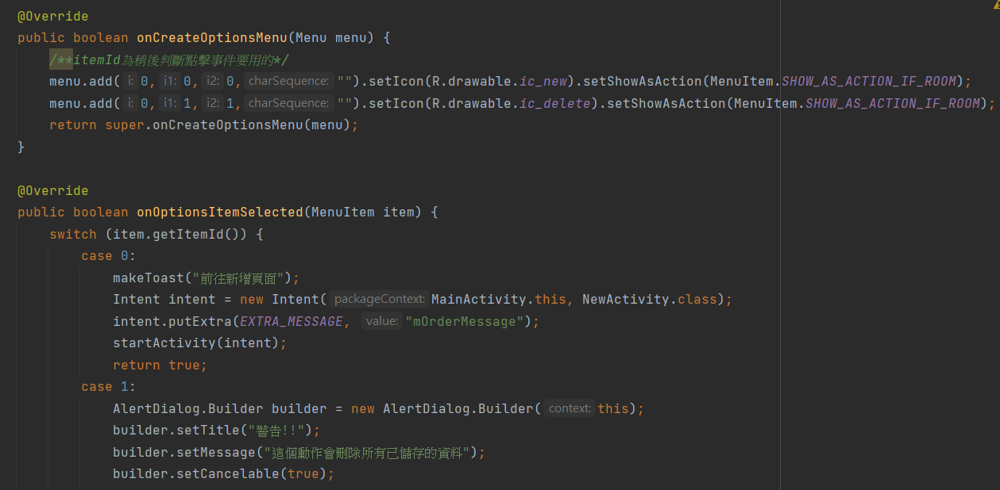 @Override
public boolean onCreateOptionsMenu(Menu menu) {
/**itemId為稍後判斷點擊事件要用的*/
menu.add( i: 0, i1: 0, i2: 0, charSequence: "").setIcon(R.drawable.ic_new).setShowAsAction(MenuItem.SHOW_AS_ACTION_IF_ROOM);
menu.add( i: 0, i1: 1, i2: 1, charSequence: "").setIcon(R.drawable.ic_delete).setShowAsAction(MenuItem.SHOW_AS_ACTION_IF_ROOM);
return super.onCreateOptionsMenu(menu);
}
@Override
public boolean onOptionsItemSelected(MenuItem item) {
switch (item.getItemId()) {
case 0:
makeToast("前往新增頁面");
Intent intent = new Intent( packageContext: MainActivity.this, NewActivity.class);
intent.putExtra(EXTRA_MESSAGE, value: "mOrderMessage");
startActivity(intent);
return true;
case 1:
AlertDialog.Builder builder = new AlertDialog.Builder( context: this);
builder.setTitle("警告!!");
builder.setMessage("這個動作會刪除所有已儲存的資料");
builder.setCancelable(true);